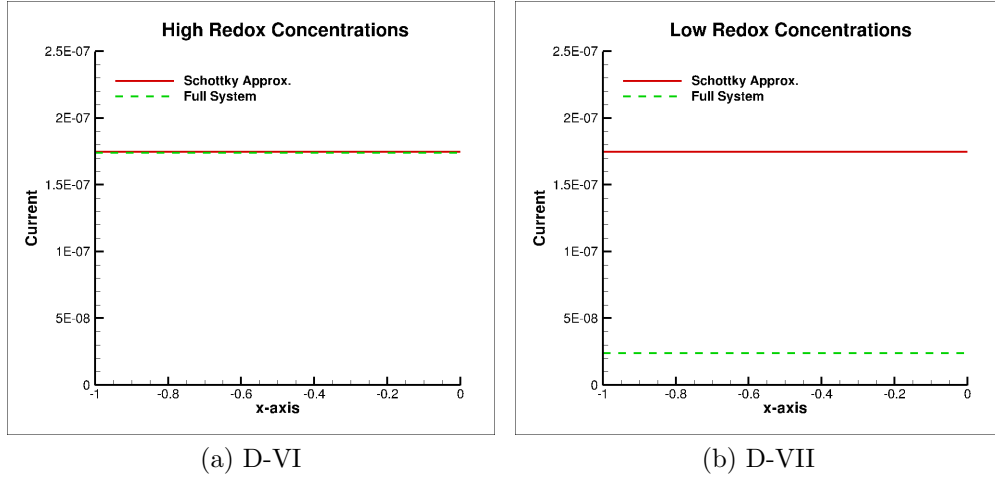 High Redox Concentrations
2.5E-07
Schottky Approx.
Full System
2E-07
1.5E-07
Current
1E-07
5E-08
0
-1 -0.8 -0.6 -0.4 -0.2 0
x-axis
(a) D-VI
Low Redox Concentrations
2.5E-07
Schottky Approx.
Full System
2E-07
1.5E-07
Current
1E-07
5E-08
0
-1 -0.8 -0.6 -0.4 -0.2 0
x-axis
(b) D-VII